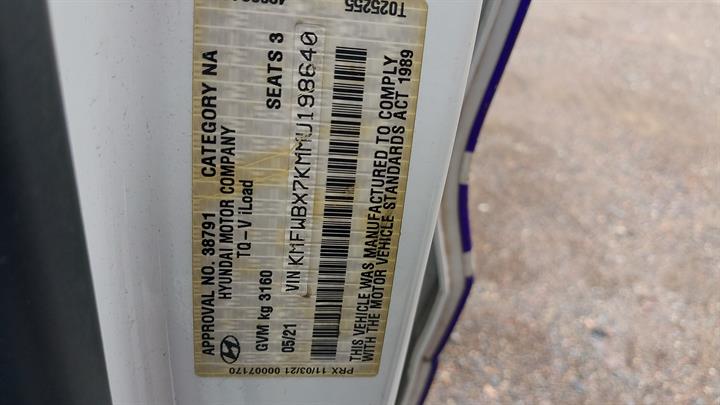 APPROVAL NO. 38791 CATEGORY NA
HYUNDAI MOTOR COMPANY
TQ-V iLoad
GVM kg 3160 SEATS 3
05/21 VIN KMFWBX7KMMU198640
THIS VEHICLE WAS MANUFACTURED TO COMPLY
WITH THE MOTOR VEHICLE STANDARDS ACT 1989
PRX 11/03/21 00007170
T025255